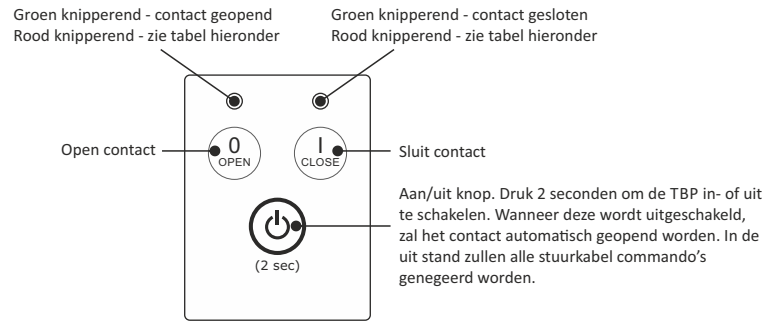 Groen knipperend - contact geopend
Rood knipperend - zie tabel hieronder
Groen knipperend - contact gesloten
Rood knipperend - zie tabel hieronder
Open contact
0
OPEN
I
CLOSE
Sluit contact
(2 sec)
Aan/uit knop. Druk 2 seconden om de TBP in- of uit
te schakelen. Wanneer deze wordt uitgeschakeld,
zal het contact automatisch geopend worden. In de
uit stand zullen alle stuurkabel commando's
genegeerd worden.